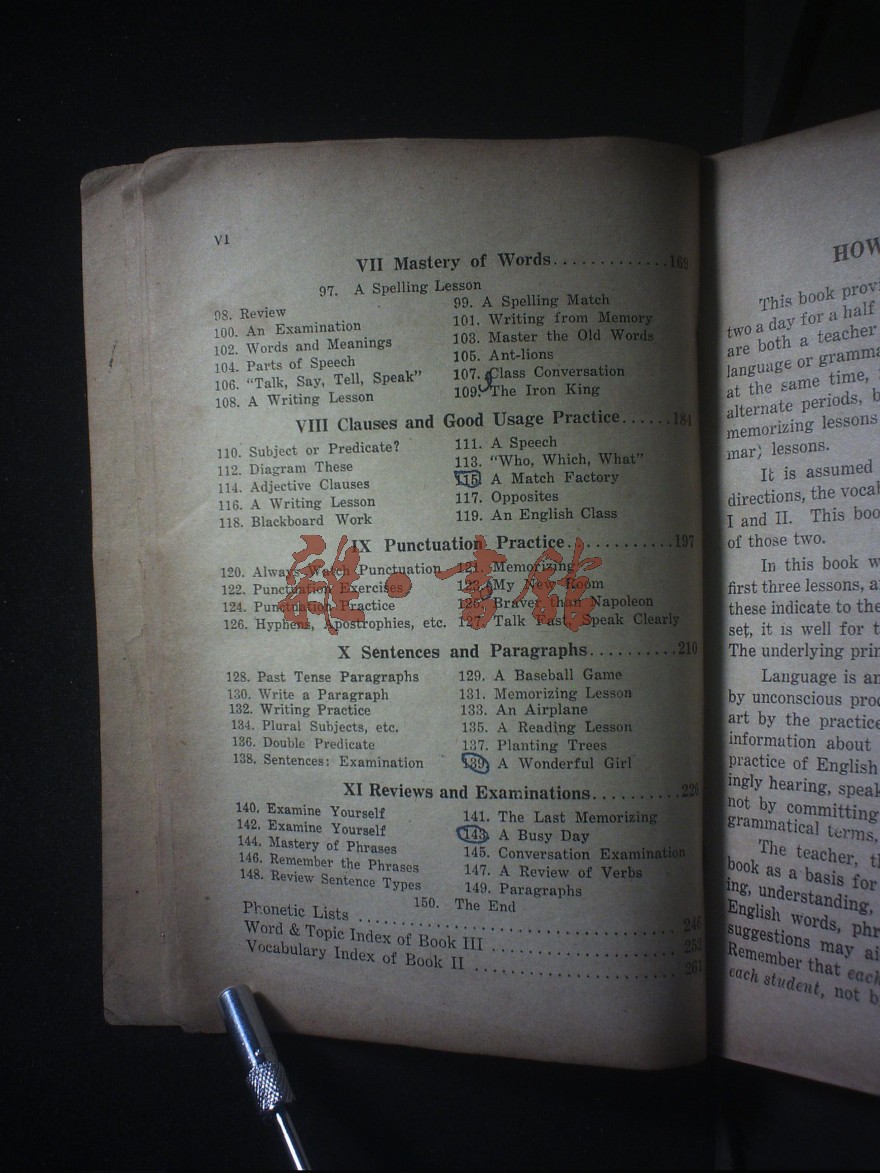 VI
VII Mastery of Words.............169
97. A Spelling Lesson
98. Review 99. A Spelling Match
100. An Examination 101. Writing from Memory
102. Words and Meanings 103. Master the Old Words
104. Parts of Speech 105. Ant-lions
106. "Talk, Say, Tell, Speak" 107. Class Conversation
108. A Writing Lesson 109. The Iron King
VIII Clauses and Good Usage Practice......184
110. Subject or Predicate? 111. A Speech
112. Diagram These 113. "Who, Which, What"
114. Adjective Clauses 115. A Match Factory
116. A Writing Lesson 117. Opposites
118. Blackboard Work 119. An English Class
IX Punctuation Practice............197
120. Always Watch Punctuation 121. Memorizing
122. Punctuation Exercises 123. My New Room
124. Punctuation Practice 125. Braver than Napoleon
126. Hyphens, Apostrophies, etc. 127. Talk Fast, Speak Clearly
雜·書館
X Sentences and Paragraphs..........210
128. Past Tense Paragraphs 129. A Baseball Game
130. Write a Paragraph 131. Memorizing Lesson
132. Writing Practice 133. An Airplane
134. Plural Subjects, etc. 135. A Reading Lesson
136. Double Predicate 137. Planting Trees
138. Sentences: Examination 139. A Wonderful Girl
XI Reviews and Examinations..........226
140. Examine Yourself 141. The Last Memorizing
142. Examine Yourself 143. A Busy Day
144. Mastery of Phrases 145. Conversation Examination
146. Remember the Phrases 147. A Review of Verbs
148. Review Sentence Types 149. Paragraphs
150. The End
Phonetic Lists .................................... 246
Word & Topic Index of Book III ..................... 252
Vocabulary Index of Book II ....................... 261
HOW
This book provi
two a day for a half
are both a teacher
language or gramma
at the same time,
alternate periods, b
memorizing lessons
mar) lessons.
It is assumed
directions, the vocal
I and II. This boo
of those two.
In this book w
first three lessons, a
these indicate to the
set, it is well for t
The underlying prin
Language is an
by unconscious proc
art by the practice
information about
practice of English
ingly hearing, speak
not by committing
grammatical terms,
The teacher, th
book as a basis for
ing, understanding,
English words, phr
suggestions may ai
Remember that each
each student, not b